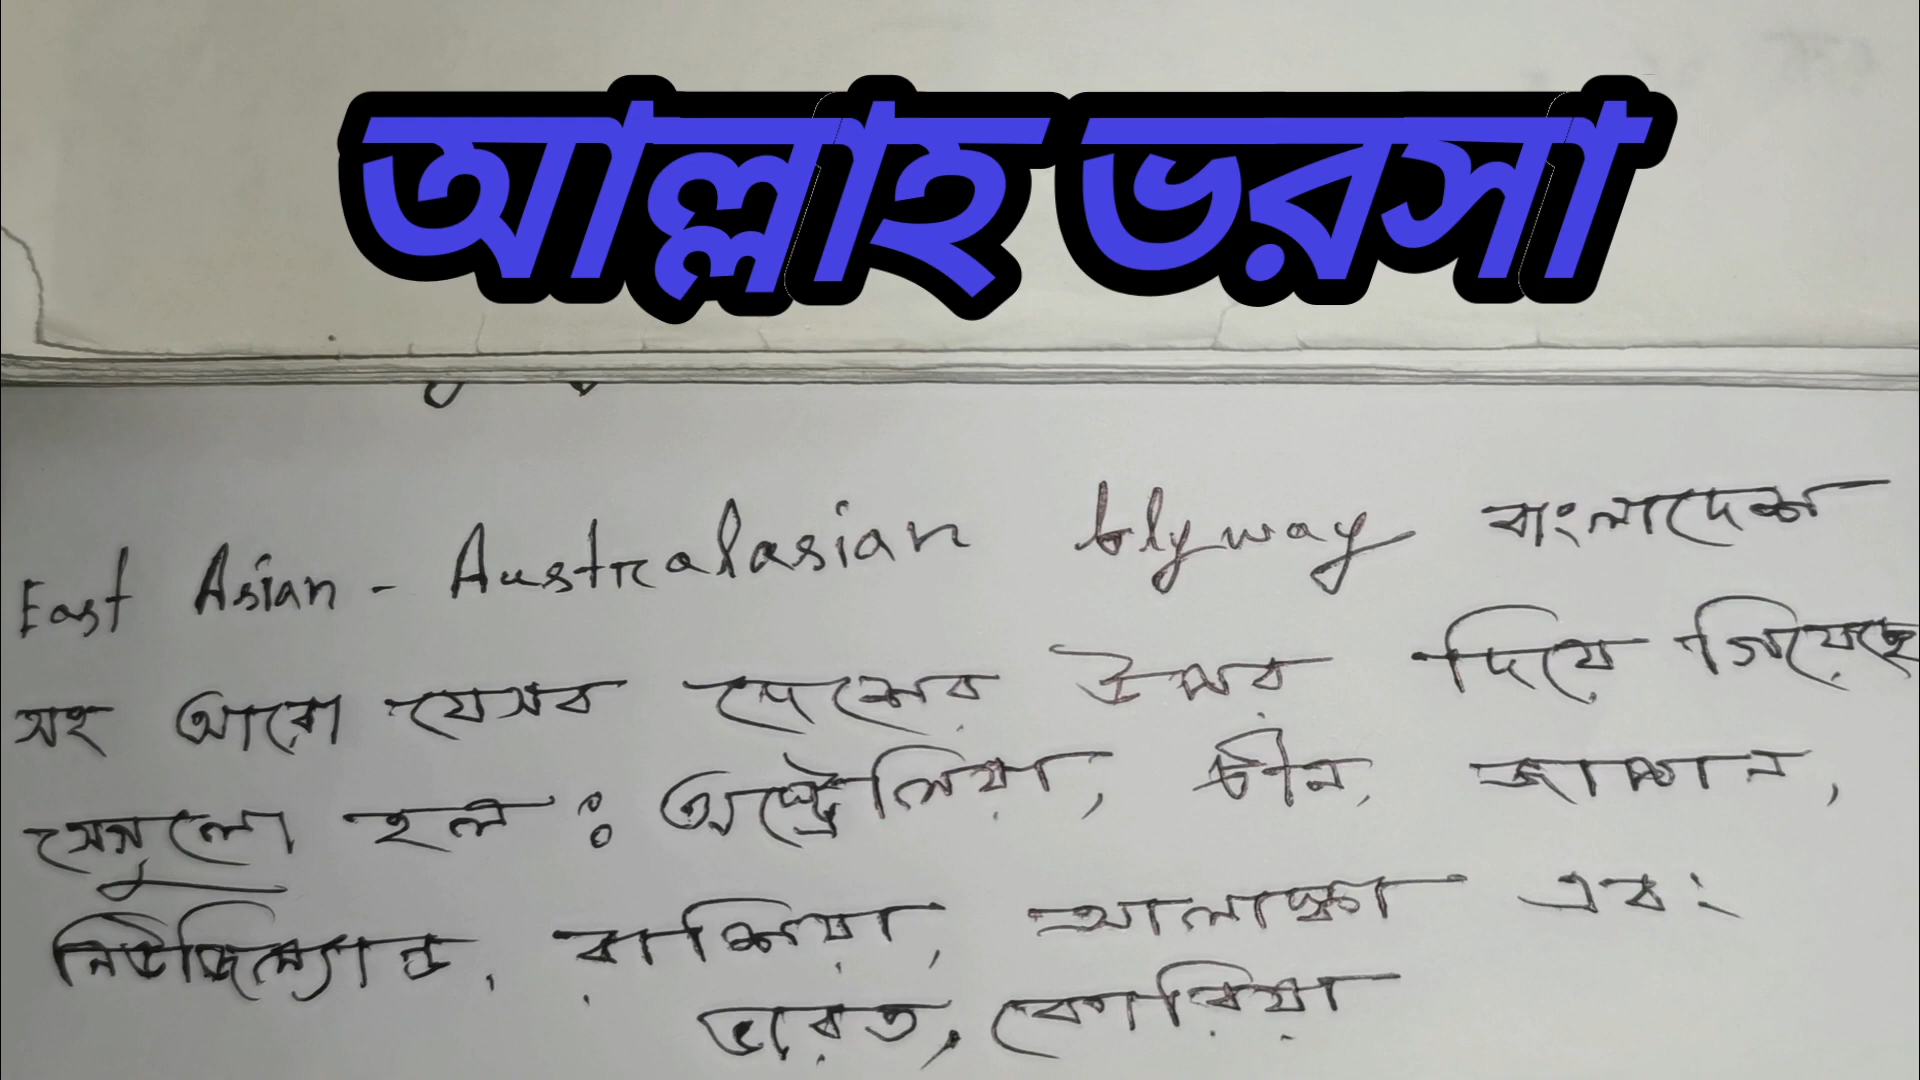 আল্লাহ ভরসা
East Asian - Australasian flyway বাংলাদেশ
সহ আরো যেসব দেশের উপর দিয়ে গিয়েছে
সেগুলো হল : অস্ট্রেলিয়া, চীন, জাপান,
নিউজিল্যান্ড, রাশিয়া, আলাস্কা এবং
ভারত, কোরিয়া